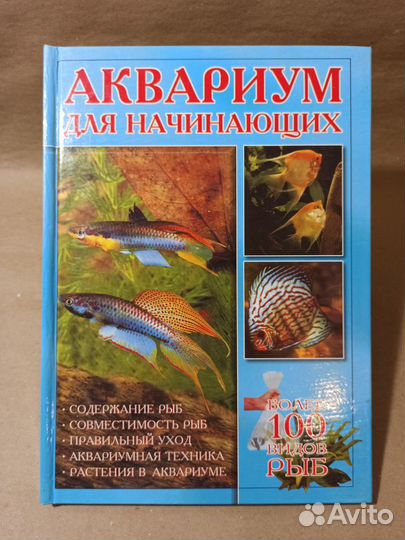 АКВАРИУМ
ДЛЯ НАЧИНАЮЩИХ
• СОДЕРЖАНИЕ РЫБ
• СОВМЕСТИМОСТЬ РЫБ
• ПРАВИЛЬНЫЙ УХОД
• АКВАРИУМНАЯ ТЕХНИКА
• РАСТЕНИЯ В АКВАРИУМЕ
БОЛЕЕ
100
ВИДОВ
РЫБ
Avito